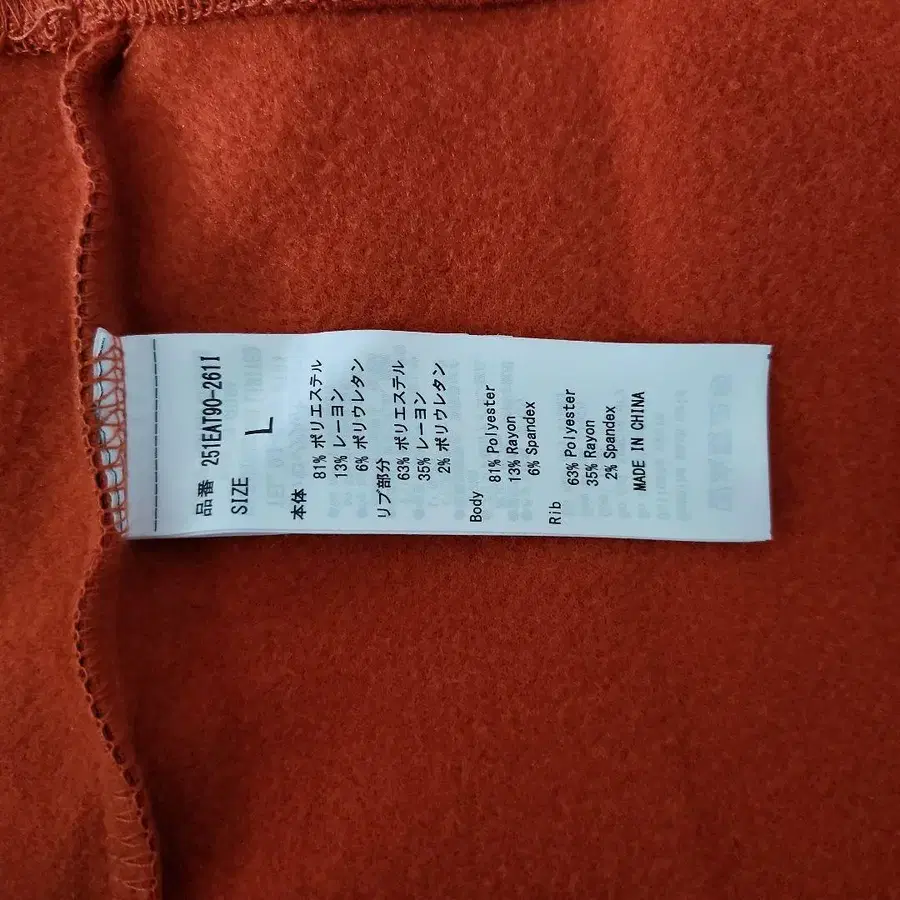 品番 251EAT90-261I
SIZE L
本体
81% ポリエステル
13% レーヨン
6% ポリウレタン
リブ部分
63% ポリエステル
35% レーヨン
2% ポリウレタン
Body
81% Polyester
13% Rayon
6% Spandex
Rib
63% Polyester
35% Rayon
2% Spandex
MADE IN CHINA